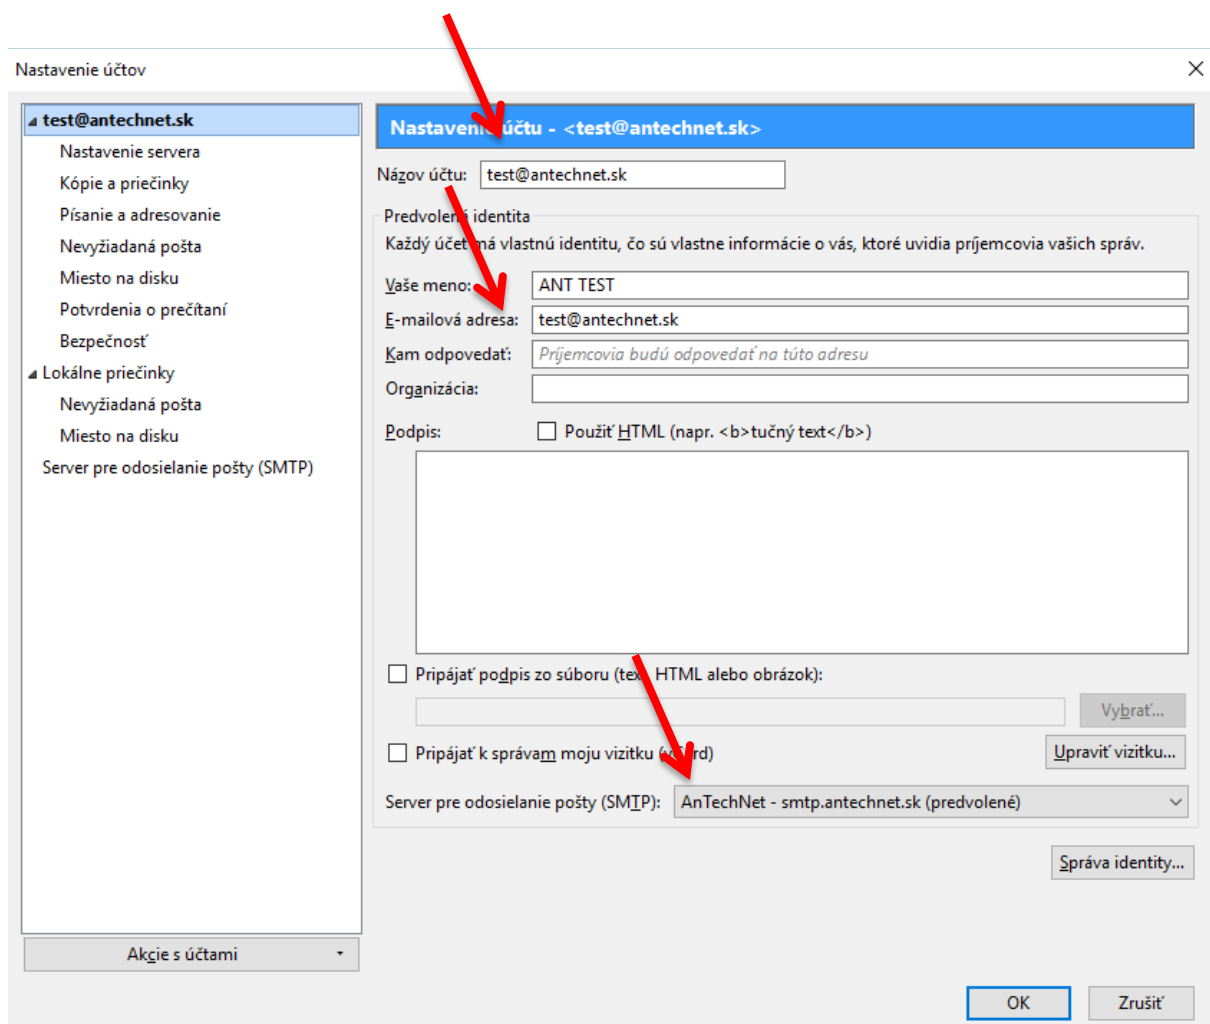 Nastavenie účtov
test@antechnet.sk
Nastavenie servera
Kópie a priečinky
Písanie a adresovanie
Nevyžiadaná pošta
Miesto na disku
Potvrdenia o prečítaní
Bezpečnosť
Lokálne priečinky
Nevyžiadaná pošta
Miesto na disku
Server pre odosielanie pošty (SMTP)
Akcie s účtami
Nastavenie účtu - <test@antechnet.sk>
Názov účtu: test@antechnet.sk
Predvolená identita
Každý účet má vlastnú identitu, čo sú vlastne informácie o vás, ktoré uvidia príjemcovia vašich správ.
Vaše meno: ANT TEST
E-mailová adresa: test@antechnet.sk
Kam odpovedať: Príjemcovia budú odpovedať na túto adresu
Organizácia:
Podpis: Použiť HTML (napr. <b>tučný text</b>)
Pripájať podpis zo súboru (text, HTML alebo obrázok):
Vybrať...
Pripájať k správam moju vizitku (vCard)
Upraviť vizitku...
Server pre odosielanie pošty (SMTP): AnTechNet - smtp.antechnet.sk (predvolené)
Správa identity...
OK
Zrušiť